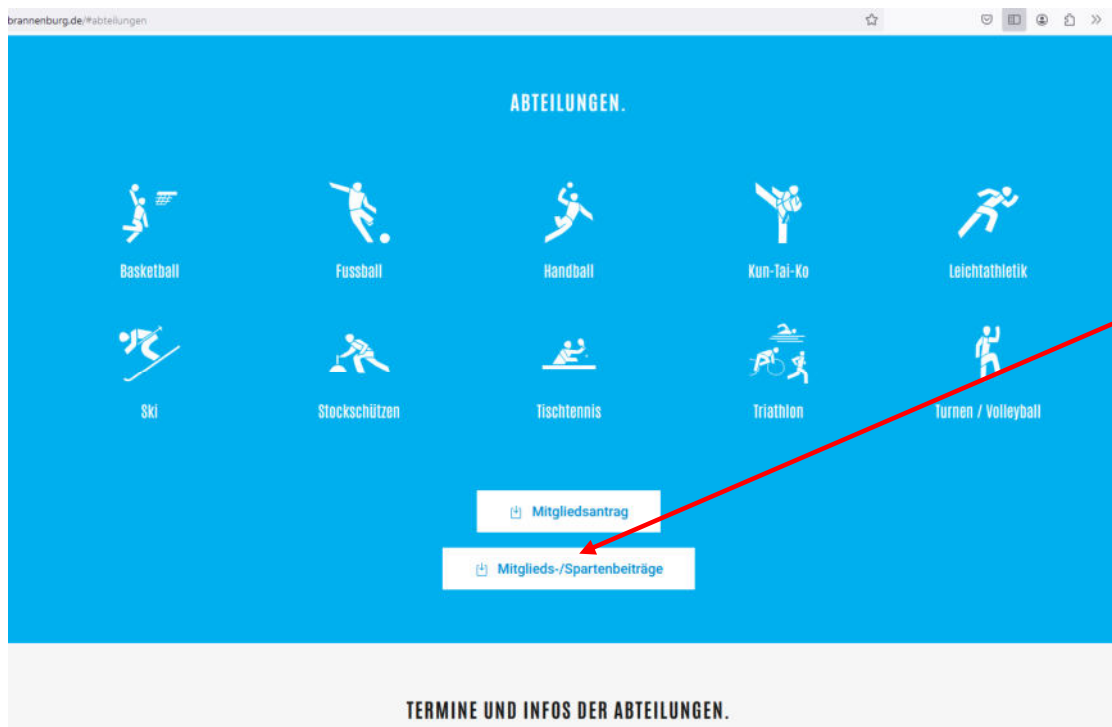 brannenburg.de/#abteilungen
ABTEILUNGEN.
Basketball
Fussball
Handball
Kun-Tai-Ko
Leichtathletik
Ski
Stockschützen
Tischtennis
Triathlon
Turnen / Volleyball
Mitgliedsantrag
Mitglieds-/Spartenbeiträge
TERMINE UND INFOS DER ABTEILUNGEN.